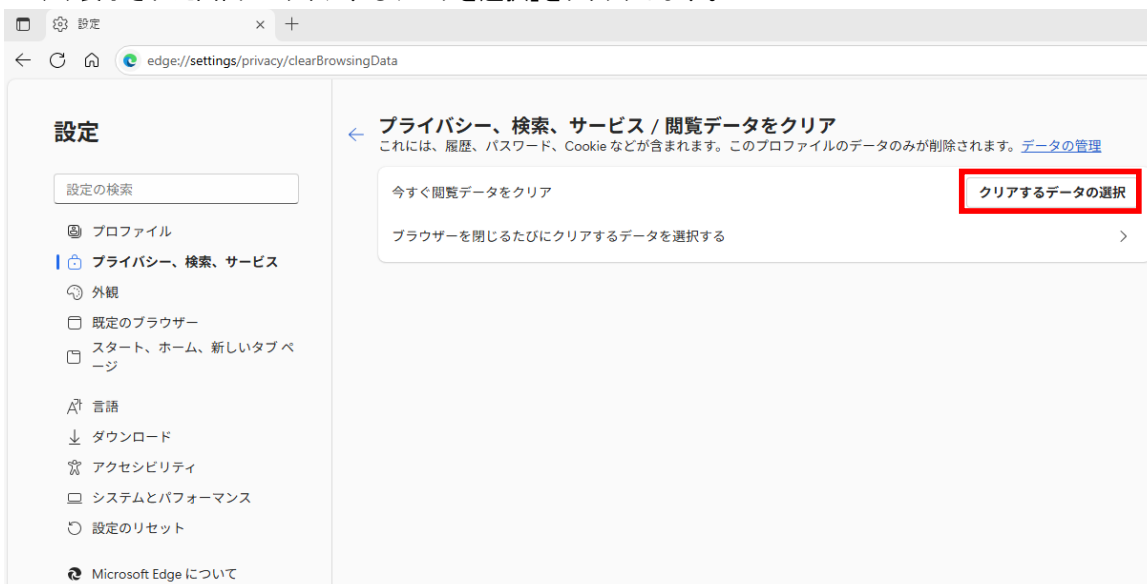 設定
edge://settings/privacy/clearBrowsingData
設定
プライバシー、検索、サービス / 閲覧データをクリア
これには、履歴、パスワード、Cookie などが含まれます。このプロファイルのデータのみが削除されます。データの管理
設定の検索
今すぐ閲覧データをクリア
クリアするデータの選択
ブラウザーを閉じるたびにクリアするデータを選択する
プロファイル
プライバシー、検索、サービス
外観
既定のブラウザー
スタート、ホーム、新しいタブ ペ
ージ
言語
ダウンロード
アクセシビリティ
システムとパフォーマンス
設定のリセット
Microsoft Edge について